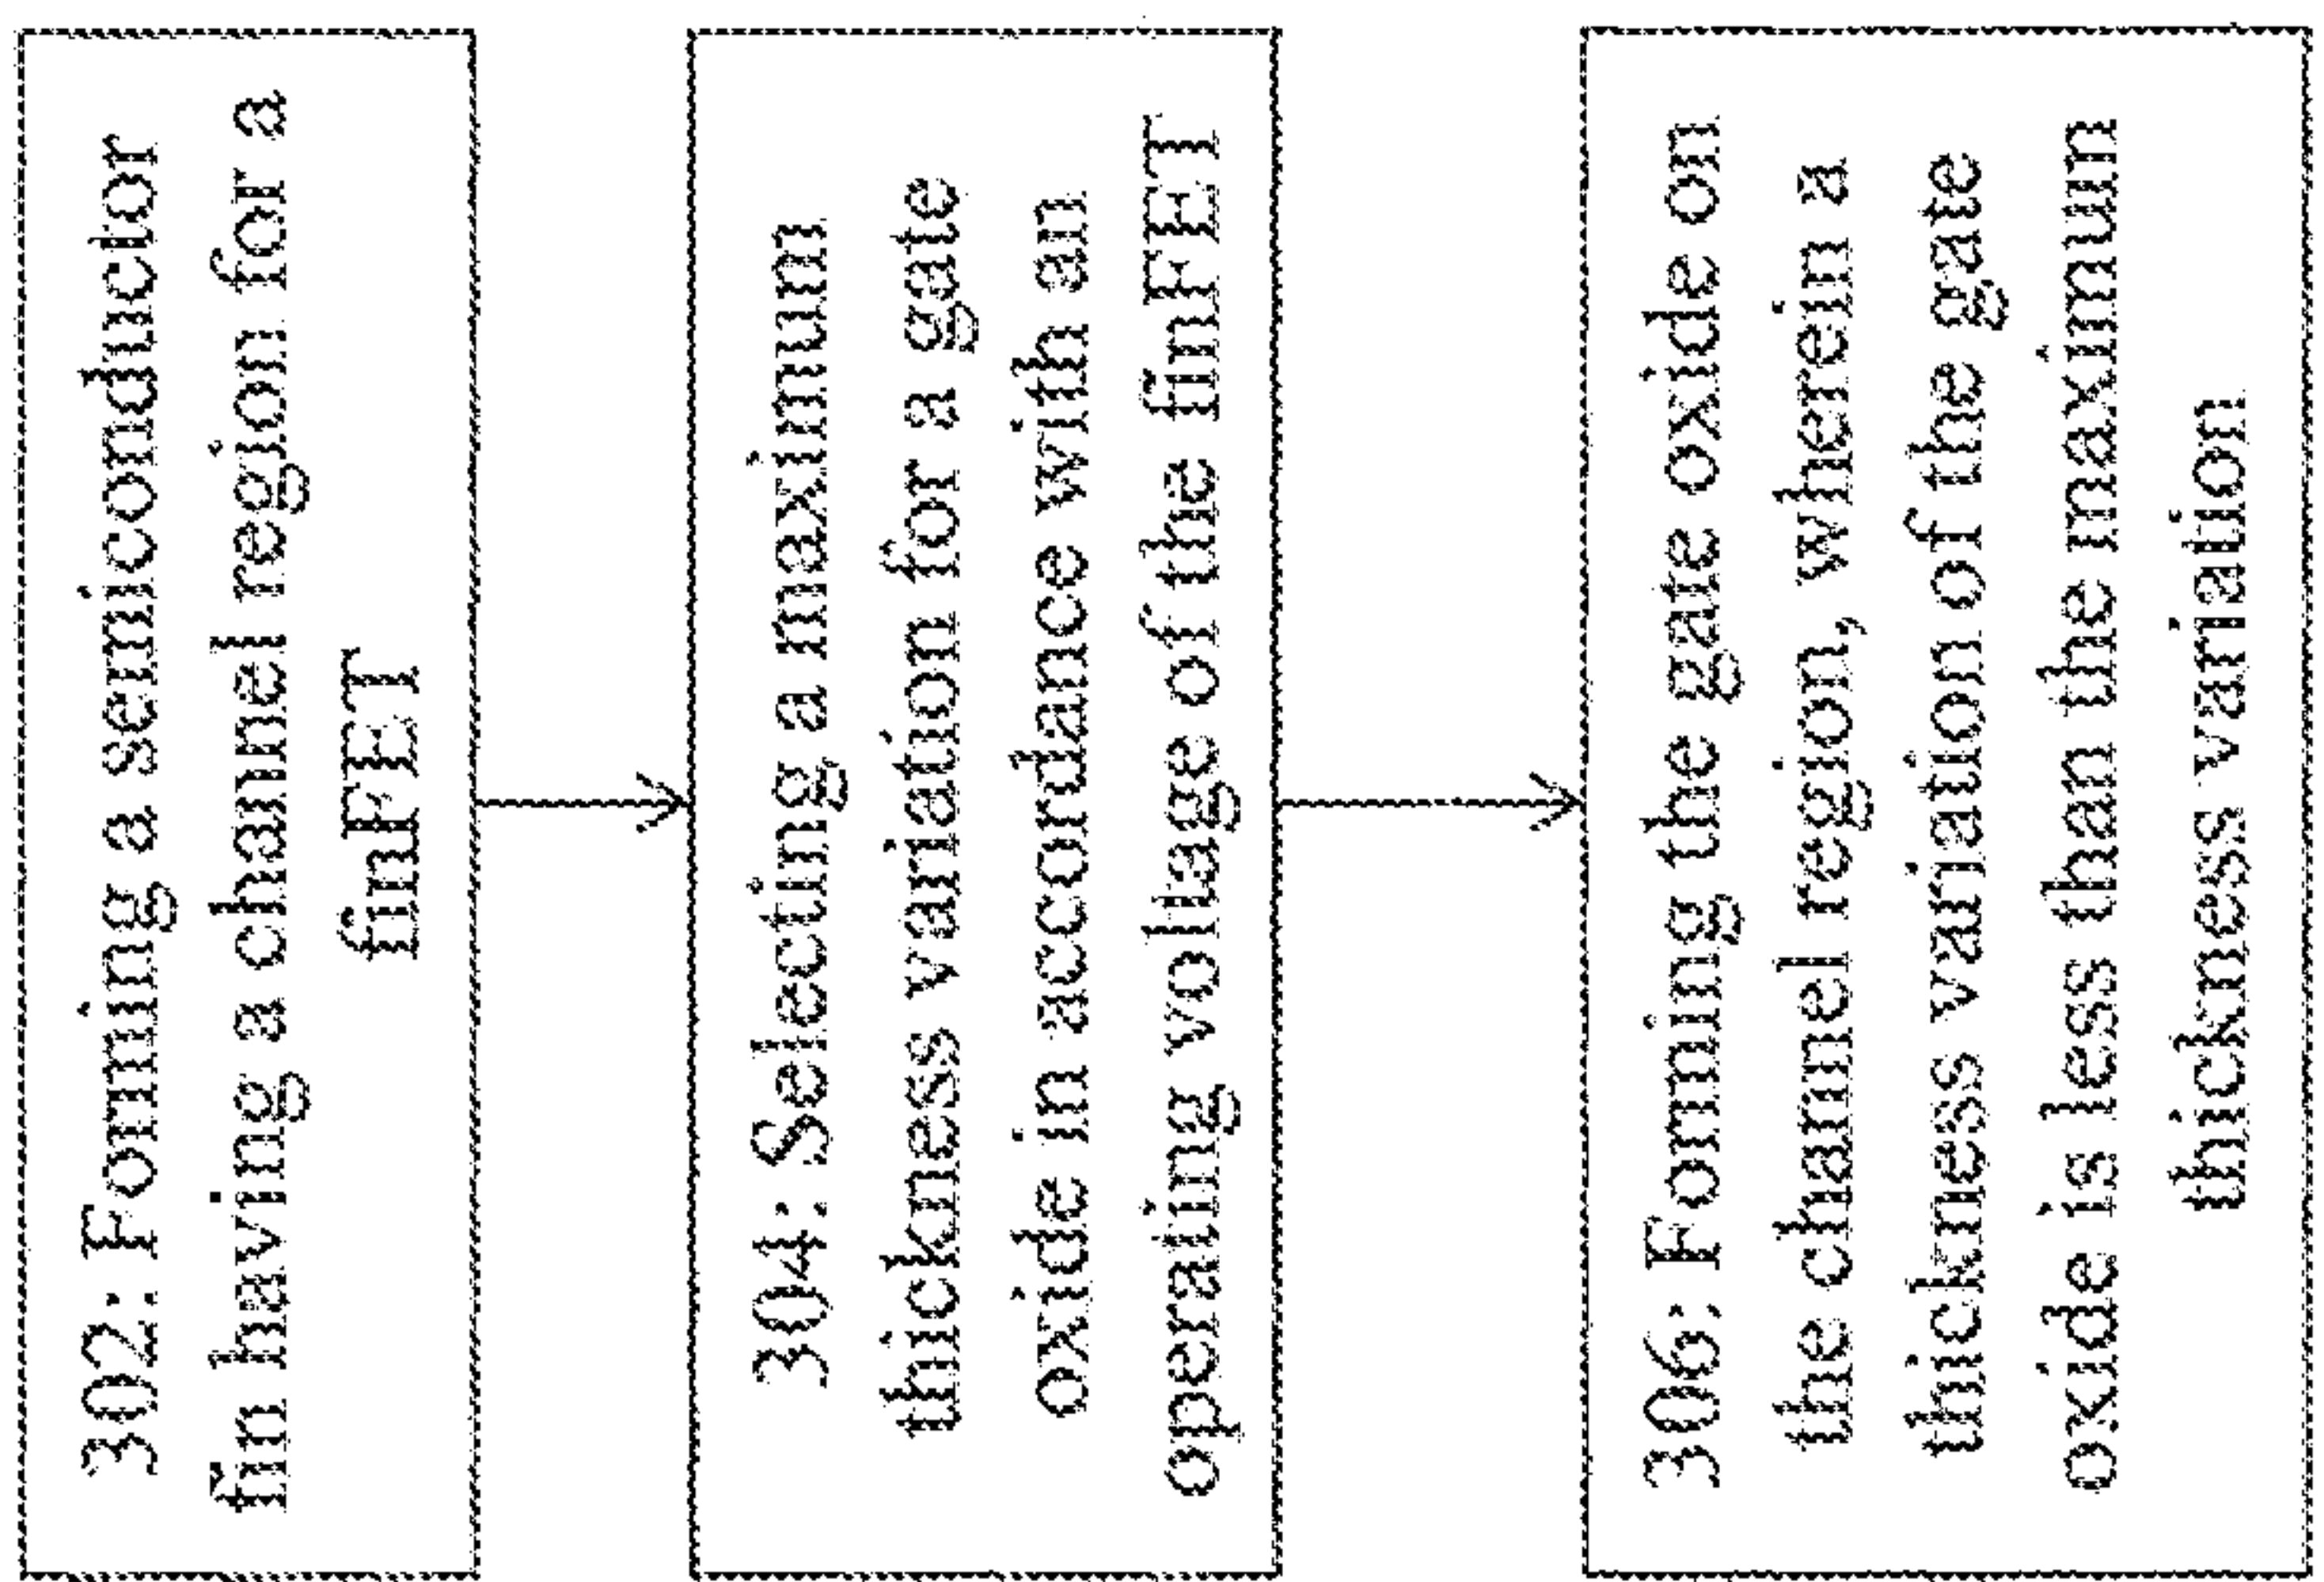 302: Foming a semiconductor
fin having a channel region for a
finFET
304: Selecting a maximum
thickness variation for a gate
oxide in accordance with an
operating voltage of the finFET
306: Foming the gate oxide on
the channel region, wherein a
thickness variation of the gate
oxide is less than the maximum
thickness variation